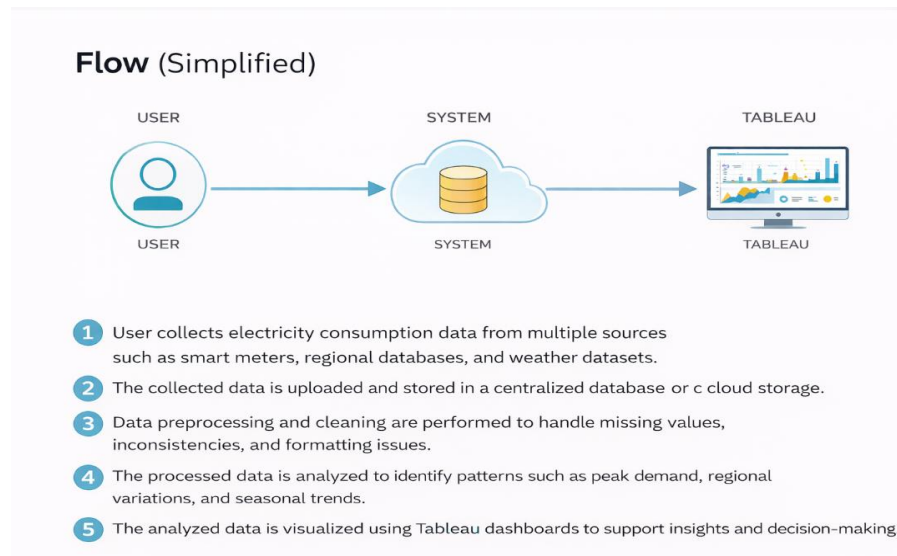 Flow (Simplified)
USER SYSTEM TABLEAU
USER SYSTEM TABLEAU
1 User collects electricity consumption data from multiple sources
such as smart meters, regional databases, and weather datasets.
2 The collected data is uploaded and stored in a centralized database or c cloud storage.
3 Data preprocessing and cleaning are performed to handle missing values,
inconsistencies, and formatting issues.
4 The processed data is analyzed to identify patterns such as peak demand, regional
variations, and seasonal trends.
5 The analyzed data is visualized using Tableau dashboards to support insights and decision-making